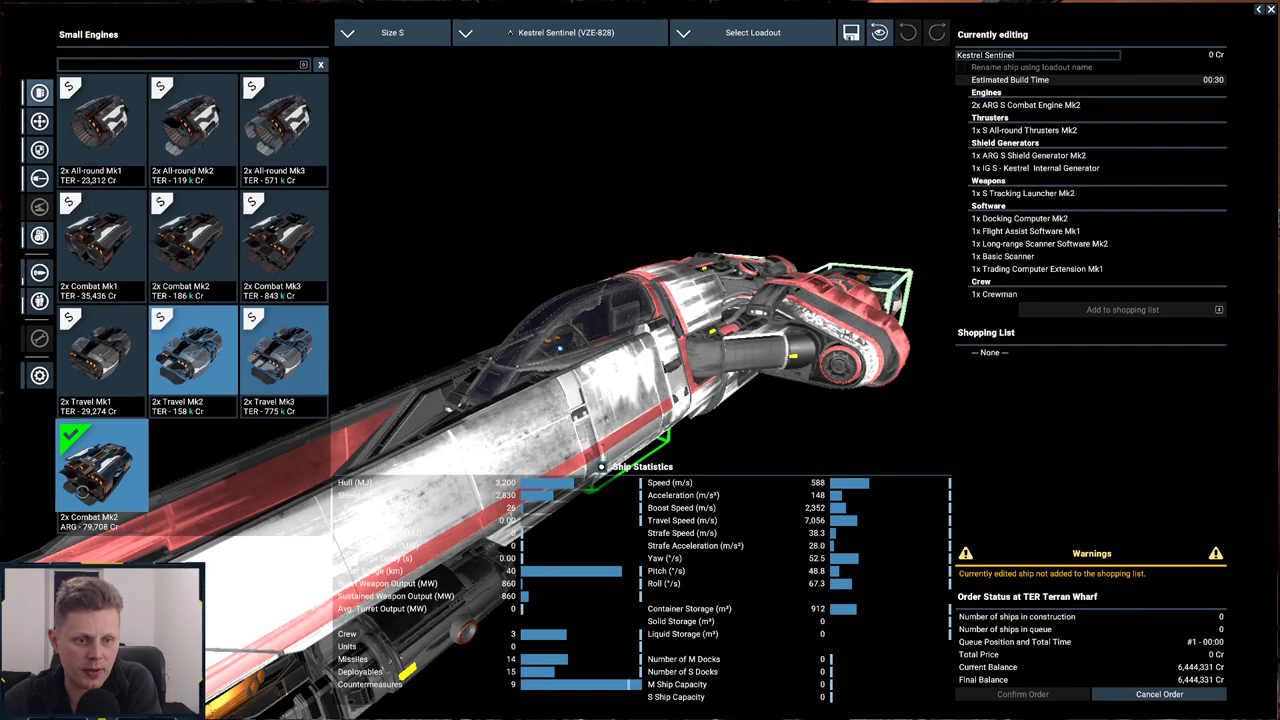 Small Engines
Size S
Kestrel Sentinel (VZE-828)
Select Loadout
x
2x All-round Mk1
TER - 23,312 Cr
2x All-round Mk2
TER - 119 k Cr
2x All-round Mk3
TER - 571 k Cr
2x Combat Mk1
TER - 35,436 Cr
2x Combat Mk2
TER - 186 k Cr
2x Combat Mk3
TER - 843 k Cr
2x Travel Mk1
TER - 29,274 Cr
2x Travel Mk2
TER - 158 k Cr
2x Travel Mk3
TER - 775 k Cr
2x Combat Mk2
ARG - 79,708 Cr
Ship Statistics
Hull (MJ) 3,200
2,830
26
0.00
0
0
0.00
40
860
Sustained Weapon Output (MW) 860
Avg. Turret Output (MW) 0
Crew 3
Units 0
Missiles 14
Deployables 15
Countermeasures 9
Speed (m/s) 588
Acceleration (m/s²) 148
Boost Speed (m/s) 2,352
Travel Speed (m/s) 7,056
Strafe Speed (m/s) 38.3
Strafe Acceleration (m/s²) 28.0
Yaw (°/s) 52.5
Pitch (°/s) 48.8
Roll (°/s) 67.3
Container Storage (m³) 912
Solid Storage (m³) 0
Liquid Storage (m³) 0
Number of M Docks 0
Number of S Docks 0
M Ship Capacity 0
S Ship Capacity 0
Currently editing
Kestrel Sentinel 0 Cr
Rename ship using loadout name
Estimated Build Time 00:30
Engines
2x ARG S Combat Engine Mk2
Thrusters
1x S All-round Thrusters Mk2
Shield Generators
1x ARG S Shield Generator Mk2
1x IG S - Kestrel Internal Generator
Weapons
1x S Tracking Launcher Mk2
Software
1x Docking Computer Mk2
1x Flight Assist Software Mk1
1x Long-range Scanner Software Mk2
1x Basic Scanner
1x Trading Computer Extension Mk1
Crew
1x Crewman
Add to shopping list
Shopping List
— None —
Warnings
Currently edited ship not added to the shopping list.
Order Status at TER Terran Wharf
Number of ships in construction 0
Number of ships in queue 0
Queue Position and Total Time #1 - 00:00
Total Price 0 Cr
Current Balance 6,444,331 Cr
Final Balance 6,444,331 Cr
Confirm Order
Cancel Order